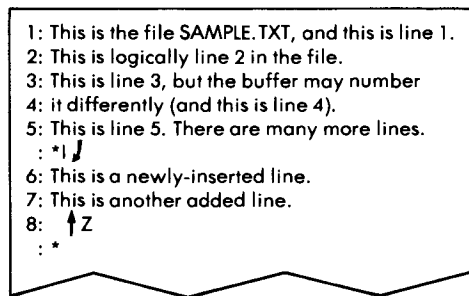 1: This is the file SAMPLE.TXT, and this is line 1.
2: This is logically line 2 in the file.
3: This is line 3, but the buffer may number
4: it differently (and this is line 4).
5: This is line 5. There are many more lines.
: *I
6: This is a newly-inserted line.
7: This is another added line.
8: ↑Z
: *